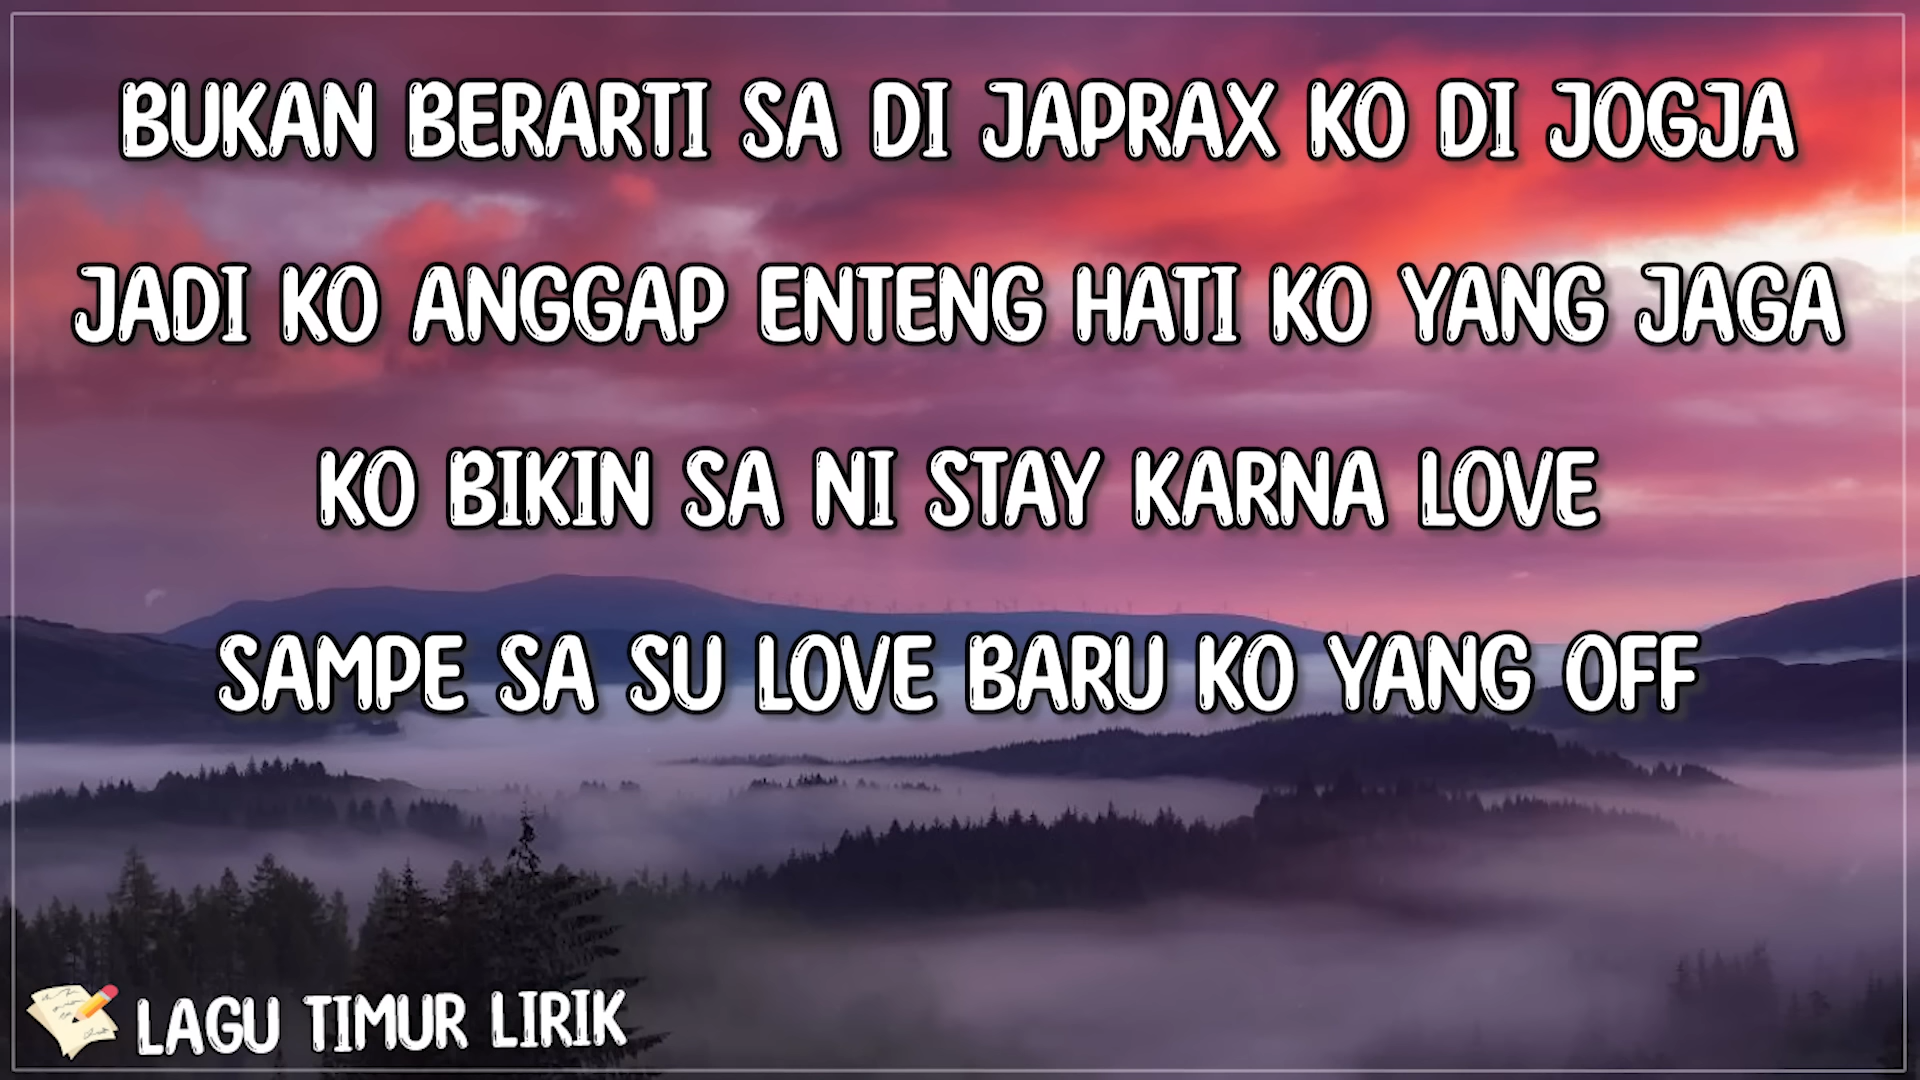 BUKAN BERARTI SA DI JAPRAX KO DI JOGJA
JADI KO ANGGAP ENTENG HATI KO YANG JAGA
KO BIKIN SA NI STAY KARNA LOVE
SAMPE SA SU LOVE BARU KO YANG OFF
LAGU TIMUR LIRIK